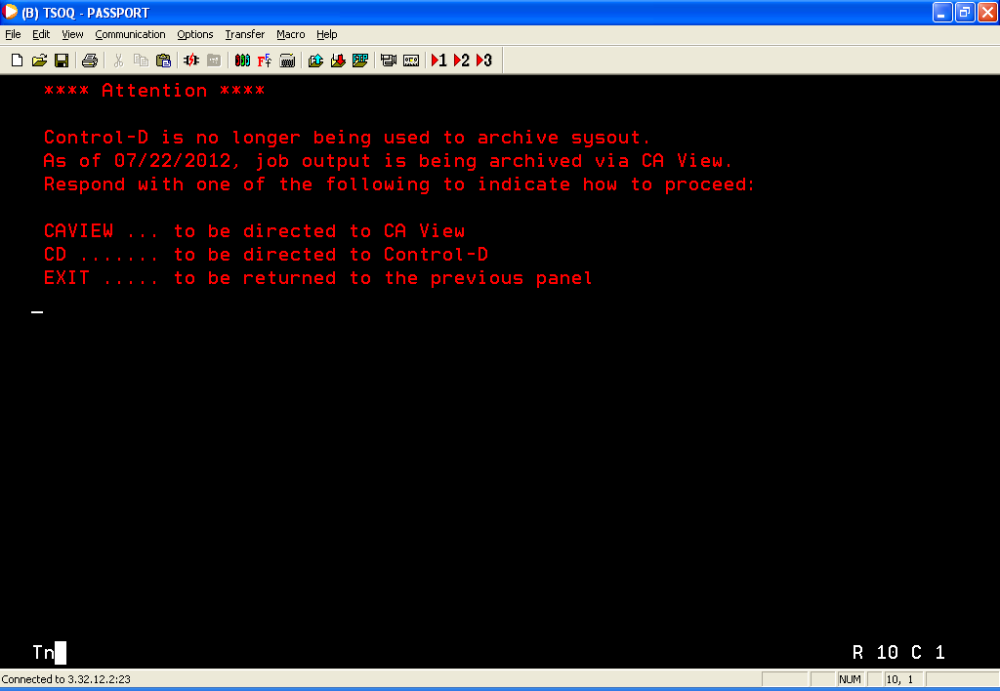 (B) TSOQ - PASSPORT
File Edit View Communication Options Transfer Macro Help
1 2 3
**** Attention ****
Control-D is no longer being used to archive sysout.
As of 07/22/2012, job output is being archived via CA View.
Respond with one of the following to indicate how to proceed:
CAVIEW ... to be directed to CA View
CD ....... to be directed to Control-D
EXIT ..... to be returned to the previous panel
Tn R 10 C 1
Connected to 3.32.12.2:23 NUM 10, 1